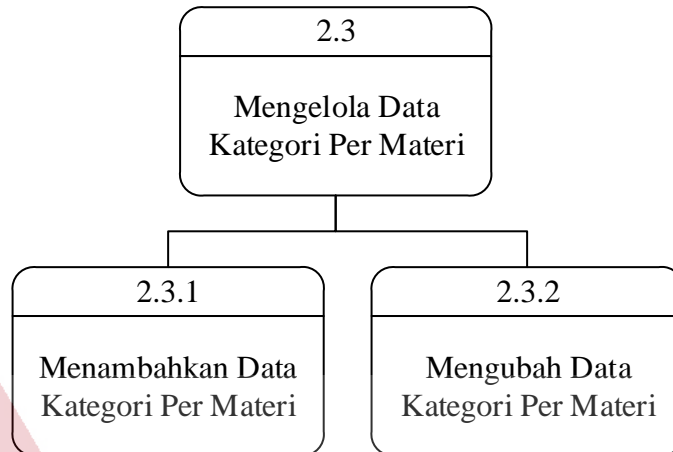 2.3
Mengelola Data
Kategori Per Materi
2.3.1
Menambahkan Data
Kategori Per Materi
2.3.2
Mengubah Data
Kategori Per Materi